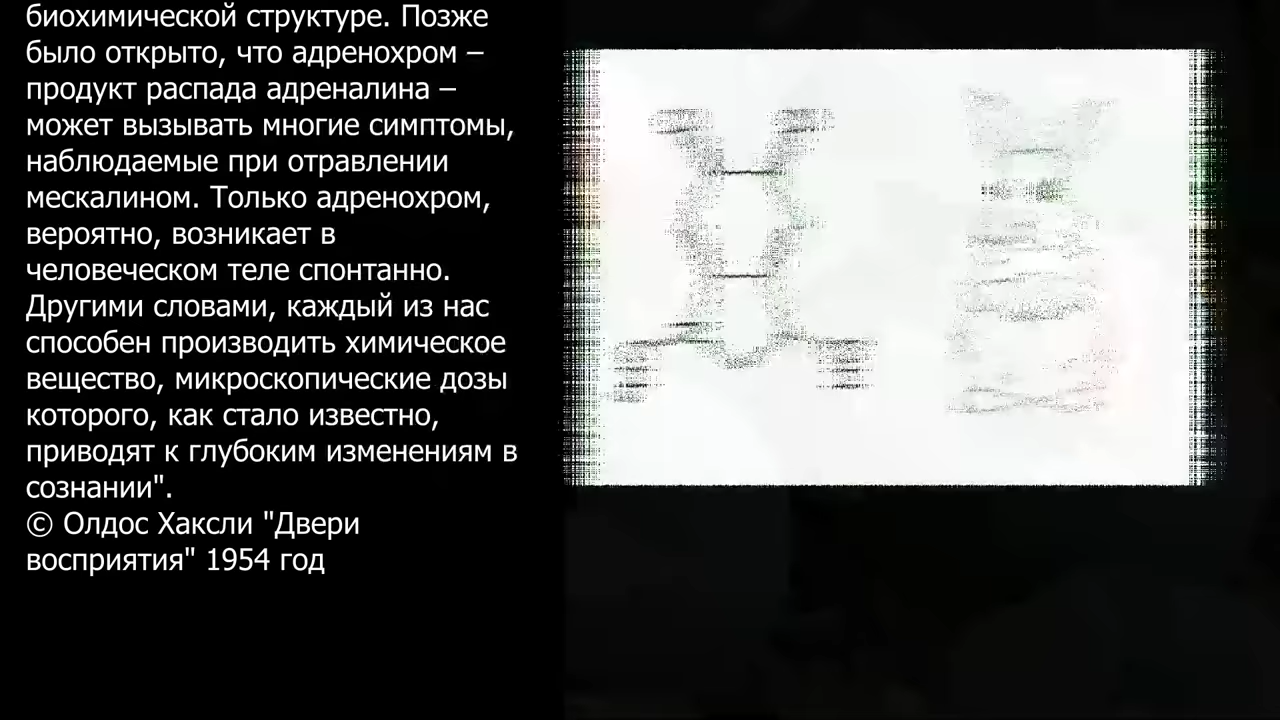 биохимической структуре. Позже
было открыто, что адренохром –
продукт распада адреналина –
может вызывать многие симптомы,
наблюдаемые при отравлении
мескалином. Только адренохром,
вероятно, возникает в
человеческом теле спонтанно.
Другими словами, каждый из нас
способен производить химическое
вещество, микроскопические дозы
которого, как стало известно,
приводят к глубоким изменениям в
сознании".
© Олдос Хаксли "Двери
восприятия" 1954 год